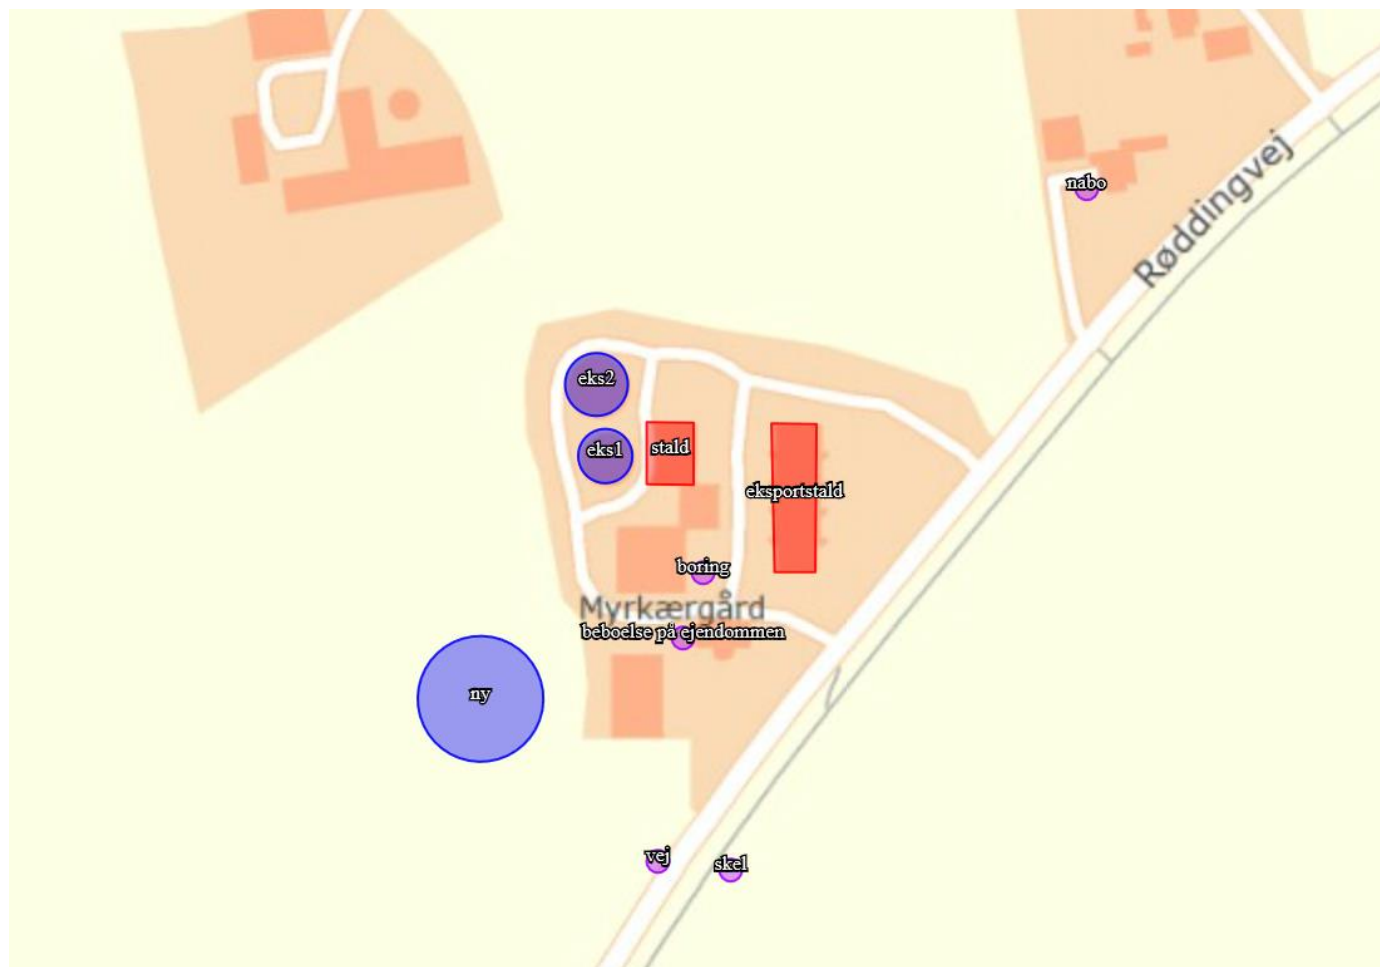 nabo
Røddingvej
eks2
eks1
stald
eksportstald
boring
Myrkærgård
beboelse på ejendommen
ny
vej
skel